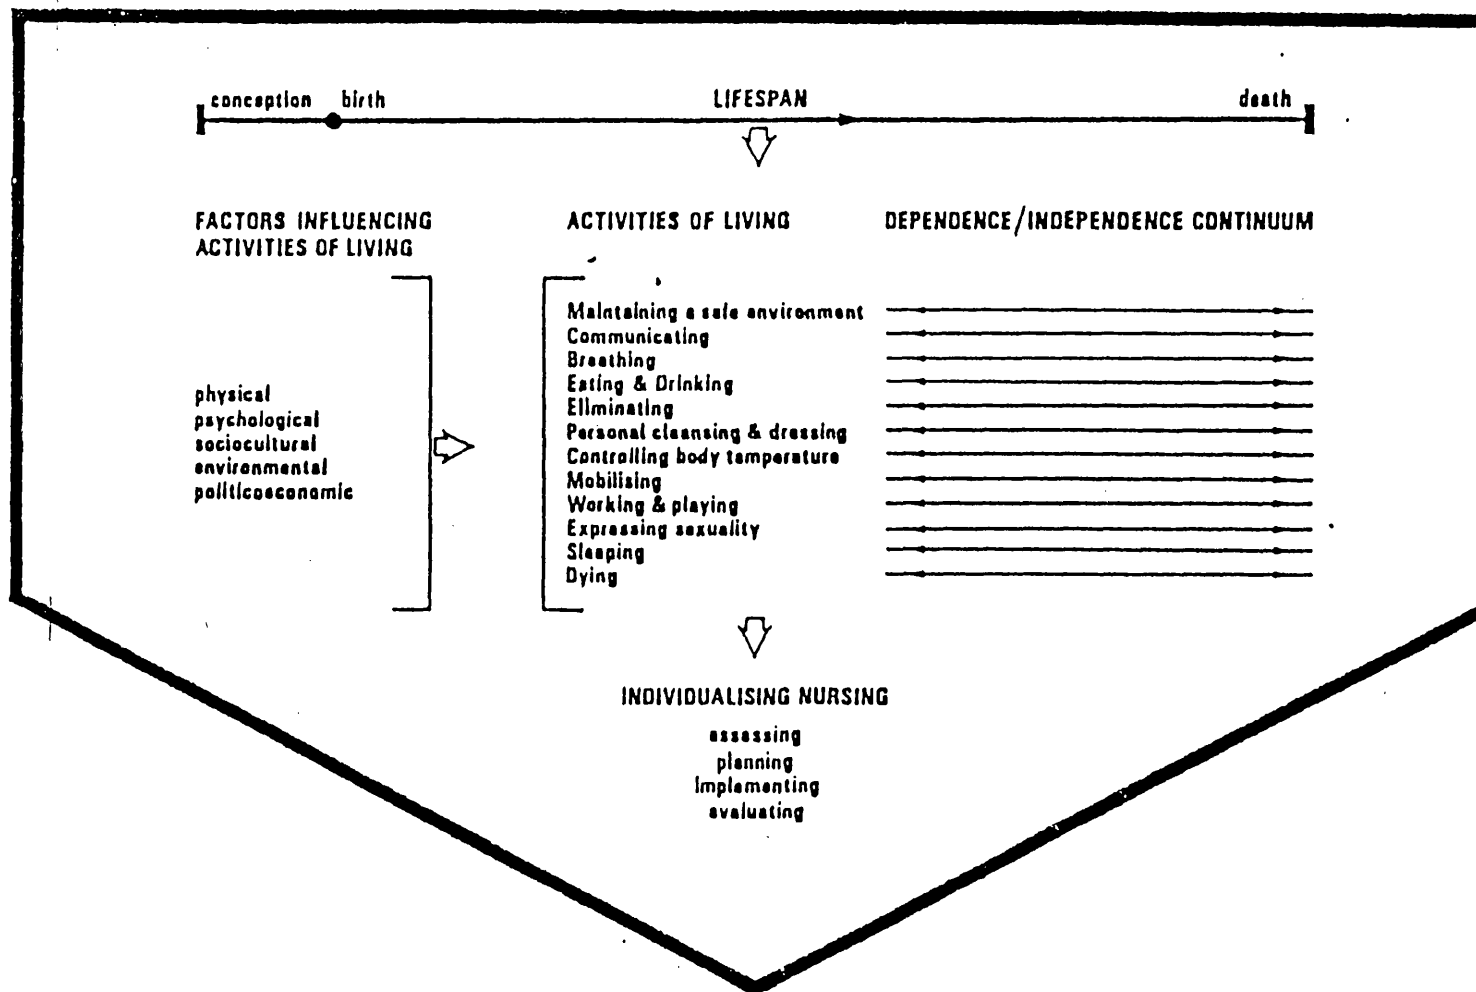 conception birth LIFESPAN death
FACTORS INFLUENCING
ACTIVITIES OF LIVING
ACTIVITIES OF LIVING
DEPENDENCE/INDEPENDENCE CONTINUUM
physical
psychological
sociocultural
environmental
politicoeconomic
Maintaining a safe environment
Communicating
Breathing
Eating & Drinking
Eliminating
Personal cleansing & dressing
Controlling body temperature
Mobilising
Working & playing
Expressing sexuality
Sleeping
Dying
INDIVIDUALISING NURSING
assessing
planning
implementing
evaluating